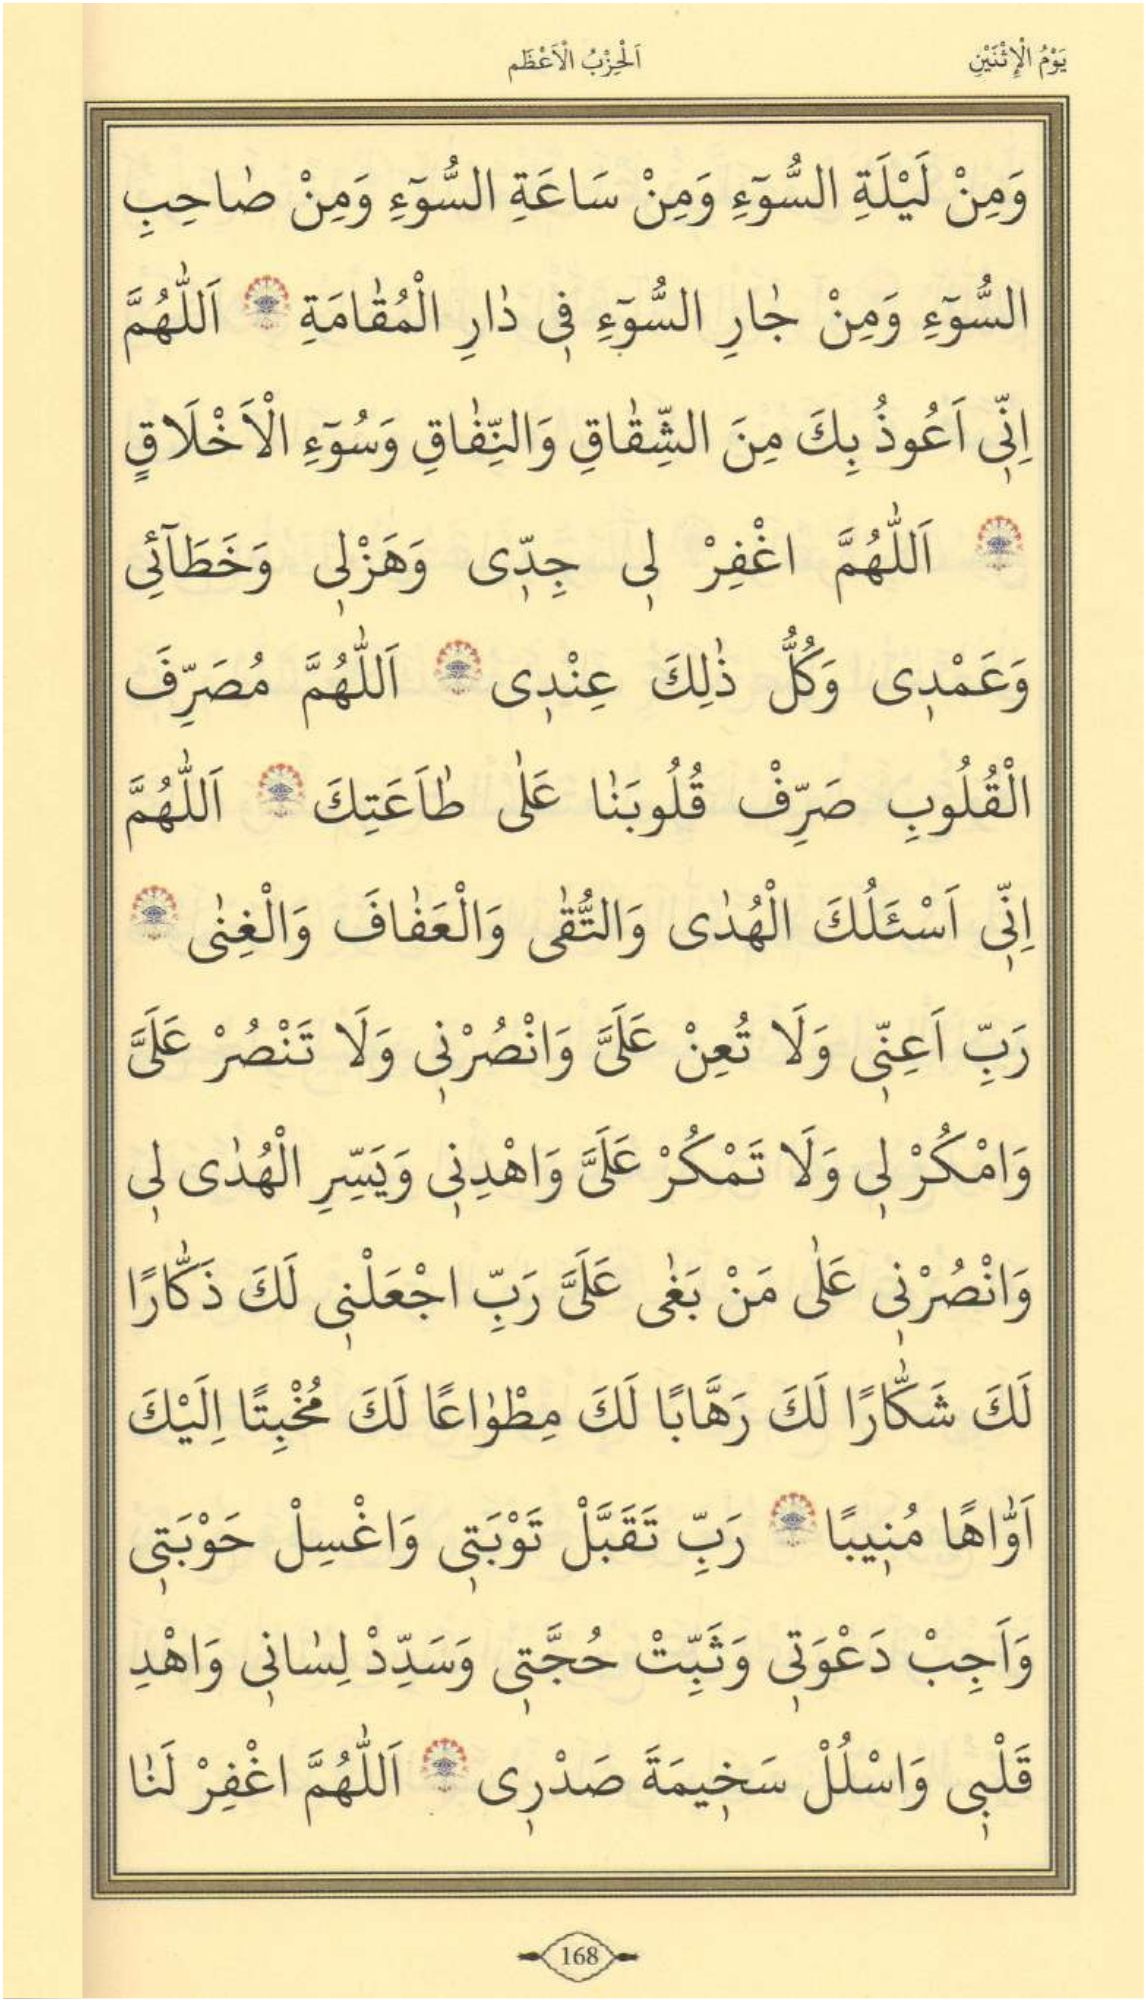 يَوْمُ الْاِثْنَيْنِ
اَلْحِزْبُ الْاَعْظَم
وَمِنْ لَيْلَةِ السُّوٓءِ وَمِنْ سَاعَةِ السُّوٓءِ وَمِنْ صٰاحِبِ
السُّوٓءِ وَمِنْ جٰارِ السُّوٓءِ فٖى دٰارِ الْمُقٰامَةِ ۞ اَللّٰهُمَّ
اِنّٖى اَعُوذُ بِكَ مِنَ الشِّقٰاقِ وَالنِّفٰاقِ وَسُوٓءِ الْاَخْلَاقِ
۞ اَللّٰهُمَّ اغْفِرْ لٖى جِدّٖى وَهَزْلٖى وَخَطَٓائٖى
وَعَمْدٖى وَكُلُّ ذٰلِكَ عِنْدٖى ۞ اَللّٰهُمَّ مُصَرِّفَ
الْقُلُوبِ صَرِّفْ قُلُوبَنٰا عَلٰى طٰاعَتِكَ ۞ اَللّٰهُمَّ
اِنّٖى اَسْئَلُكَ الْهُدٰى وَالتُّقٰى وَالْعَفٰافَ وَالْغِنٰى ۞
رَبِّ اَعِنّٖى وَلَا تُعِنْ عَلَىَّ وَانْصُرْنٖى وَلَا تَنْصُرْ عَلَىَّ
وَامْكُرْ لٖى وَلَا تَمْكُرْ عَلَىَّ وَاهْدِنٖى وَيَسِّرِ الْهُدٰى لٖى
وَانْصُرْنٖى عَلٰى مَنْ بَغٰى عَلَىَّ رَبِّ اجْعَلْنٖى لَكَ ذَكَّارًا
لَكَ شَكَّارًا لَكَ رَهَّابًا لَكَ مِطْوٰاعًا لَكَ مُخْبِتًا اِلَيْكَ
اَوّٰاهًا مُنٖيبًا ۞ رَبِّ تَقَبَّلْ تَوْبَتٖى وَاغْسِلْ حَوْبَتٖى
وَاَجِبْ دَعْوَتٖى وَثَبِّتْ حُجَّتٖى وَسَدِّدْ لِسٰانٖى وَاهْدِ
قَلْبٖى وَاسْلُلْ سَخٖيمَةَ صَدْرٖى ۞ اَللّٰهُمَّ اغْفِرْ لَنٰا
168